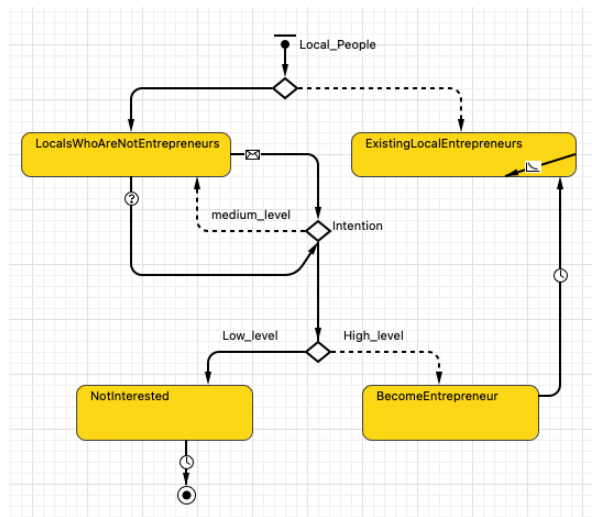 Local_People
LocalsWhoAreNotEntrepreneurs
ExistingLocalEntrepreneurs
?
medium_level
Intention
Low_level
High_level
NotInterested
BecomeEntrepreneur